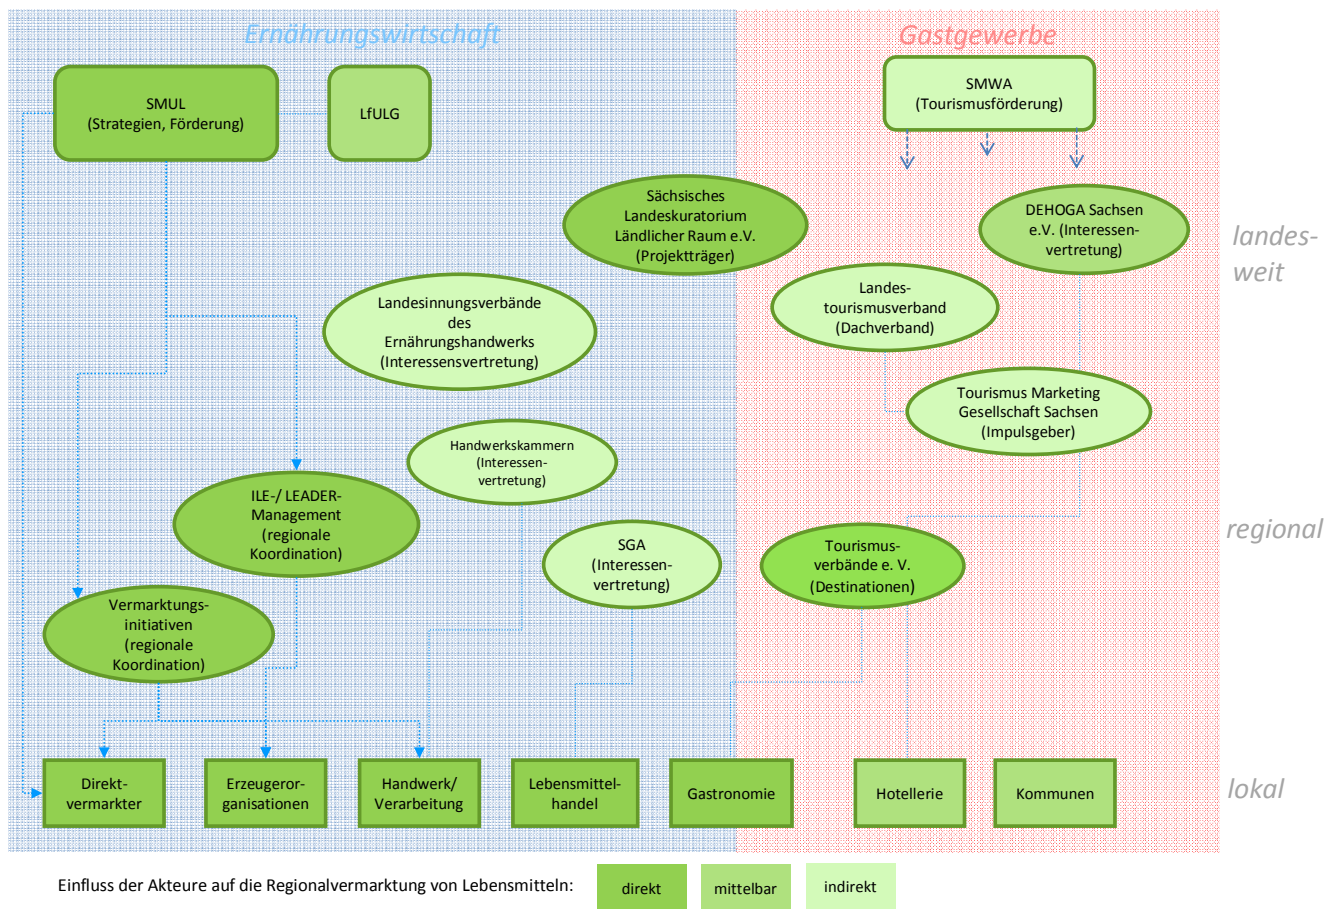 Ernährungswirtschaft
Gastgewerbe
SMUL
(Strategien, Förderung)
LfULG
SMWA
(Tourismusförderung)
Sächsisches
Landeskuratorium
Ländlicher Raum e.V.
(Projektträger)
DEHOGA Sachsen
e.V. (Interessen-
vertretung)
landes-
weit
Landesinnungsverbände
des
Ernährungshandwerks
(Interessensvertretung)
Landes-
tourismusverband
(Dachverband)
Tourismus Marketing
Gesellschaft Sachsen
(Impulsgeber)
Handwerkskammern
(Interessen-
vertretung)
ILE-/ LEADER-
Management
(regionale
Koordination)
SGA
(Interessen-
vertretung)
Tourismus-
verbände e. V.
(Destinationen)
regional
Vermarktungs-
initiativen
(regionale
Koordination)
Direkt-
vermarkter
Erzeugeror-
ganisationen
Handwerk/
Verarbeitung
Lebensmittel-
handel
Gastronomie
Hotellerie
Kommunen
lokal
Einfluss der Akteure auf die Regionalvermarktung von Lebensmitteln:
direkt
mittelbar
indirekt